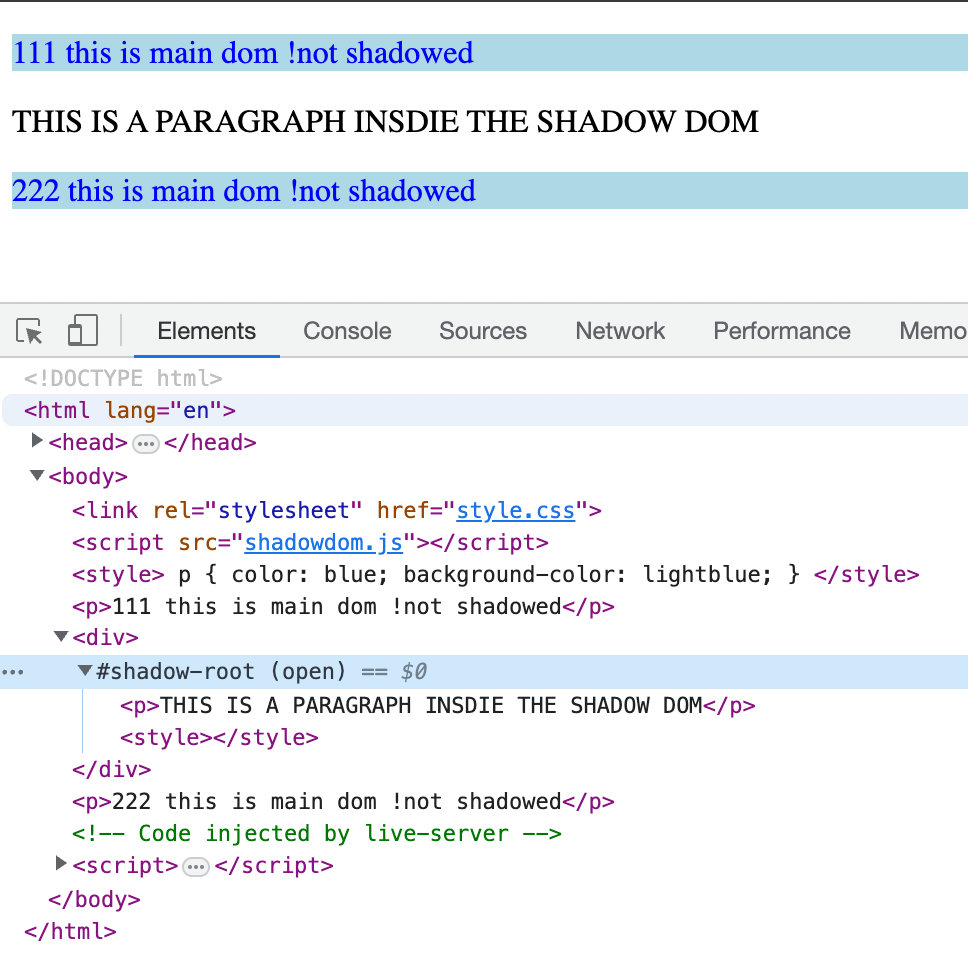 111 this is main dom !not shadowed
THIS IS A PARAGRAPH INSDIE THE SHADOW DOM
222 this is main dom !not shadowed
Elements Console Sources Network Performance Memo
<!DOCTYPE html>
<html lang="en">
<head> ••• </head>
<body>
<link rel="stylesheet" href="style.css">
<script src="shadowdom.js"></script>
<style> p { color: blue; background-color: lightblue; } </style>
<p>111 this is main dom !not shadowed</p>
<div>
••• #shadow-root (open) == $0
<p>THIS IS A PARAGRAPH INSDIE THE SHADOW DOM</p>
<style></style>
</div>
<p>222 this is main dom !not shadowed</p>
<!-- Code injected by live-server -->
<script> ••• </script>
</body>
</html>